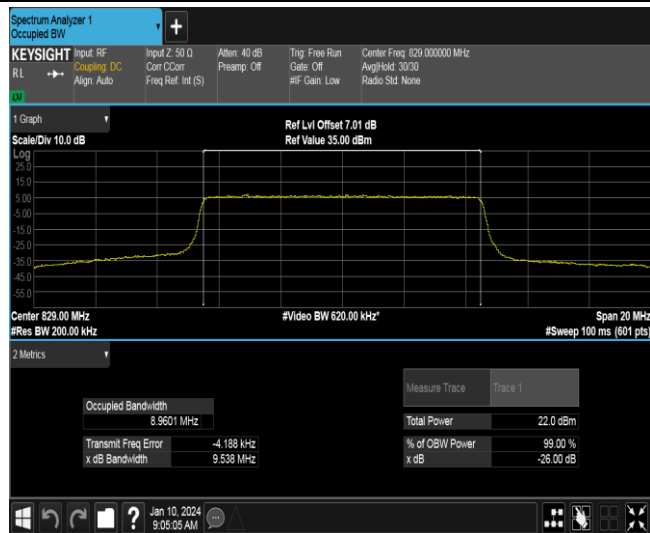 Spectrum Analyzer 1
Occupied BW
+
KEYSIGHT
RL
Input: RF
Coupling: DC
Align: Auto
Input Z: 50 Ω
Corr CCorr
Freq Ref: Int (S)
Atten: 40 dB
Preamp: Off
Trig: Free Run
Gate: Off
#IF Gain: Low
Center Freq: 829.000000 MHz
Avg|Hold: 30/30
Radio Std: None
1 Graph
Scale/Div 10.0 dB
Ref Lvl Offset 7.01 dB
Ref Value 35.00 dBm
Log
25.0
15.0
5.00
-5.00
-15.0
-25.0
-35.0
-45.0
-55.0
Center 829.00 MHz
#Video BW 620.00 kHz*
Span 20 MHz
#Res BW 200.00 kHz
#Sweep 100 ms (601 pts)
2 Metrics
Measure Trace Trace 1
Occupied Bandwidth
8.9601 MHz
Total Power 22.0 dBm
Transmit Freq Error -4.188 kHz
% of OBW Power 99.00 %
x dB Bandwidth 9.538 MHz
x dB -26.00 dB
?
Jan 10, 2024
9:05:05 AM